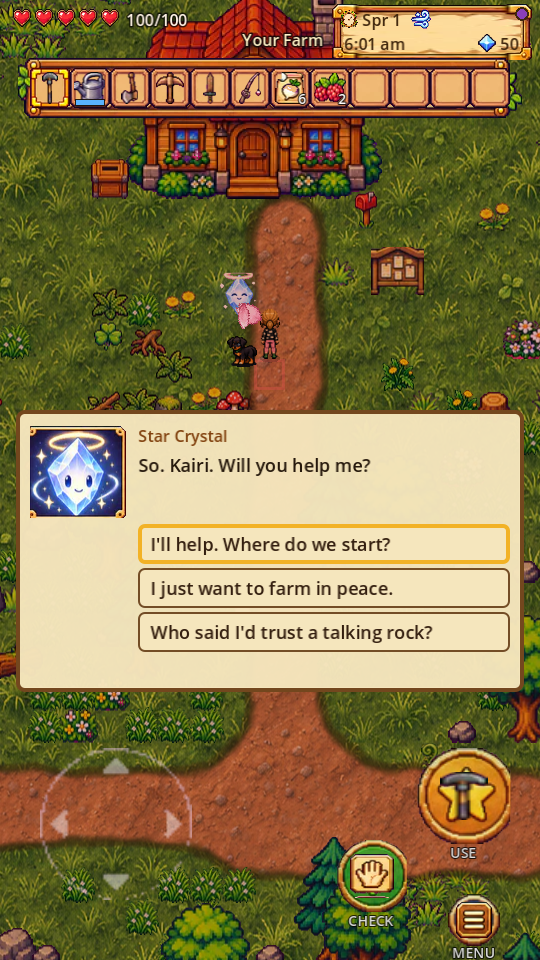 100/100
Your Farm
Spr 1
6:01 am
50
6
2
Star Crystal
So. Kairi. Will you help me?
I'll help. Where do we start?
I just want to farm in peace.
Who said I'd trust a talking rock?
USE
CHECK
MENU